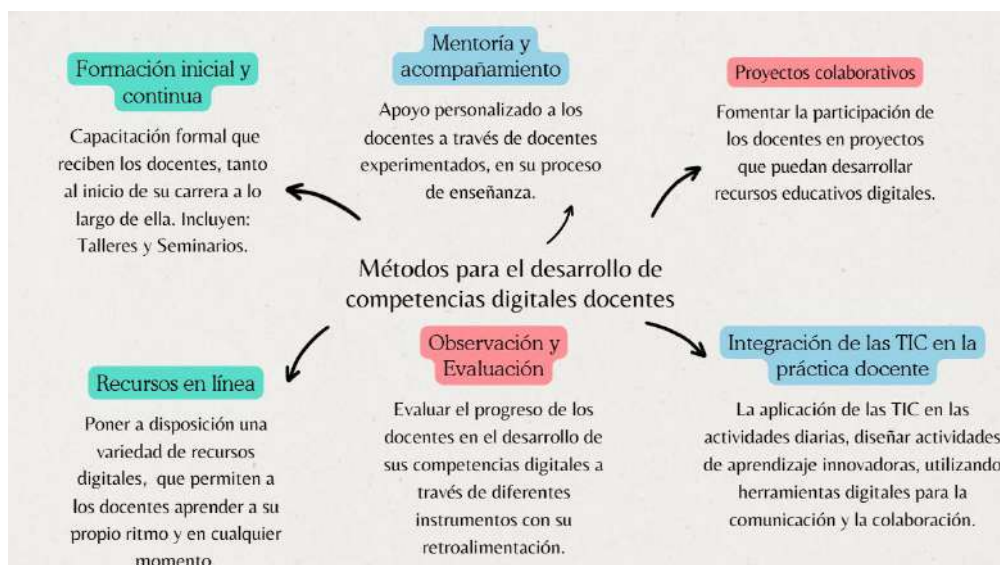 Formación inicial y
continua
Capacitación formal que
reciben los docentes, tanto
al inicio de su carrera a lo
largo de ella. Incluyen:
Talleres y Seminarios.
Mentoría y
acompañamiento
Apoyo personalizado a los
docentes a través de docentes
experimentados, en su proceso
de enseñanza.
Proyectos colaborativos
Fomentar la participación de
los docentes en proyectos
que puedan desarrollar
recursos educativos digitales.
Métodos para el desarrollo de
competencias digitales docentes
Recursos en línea
Poner a disposición una
variedad de recursos
digitales, que permiten a
los docentes aprender a su
propio ritmo y en cualquier
momento
Observación y
Evaluación
Evaluar el progreso de los
docentes en el desarrollo de
sus competencias digitales a
través de diferentes
instrumentos con su
retroalimentación.
Integración de las TIC en la
práctica docente
La aplicación de las TIC en las
actividades diarias, diseñar actividades
de aprendizaje innovadoras, utilizando
herramientas digitales para la
comunicación y la colaboración.